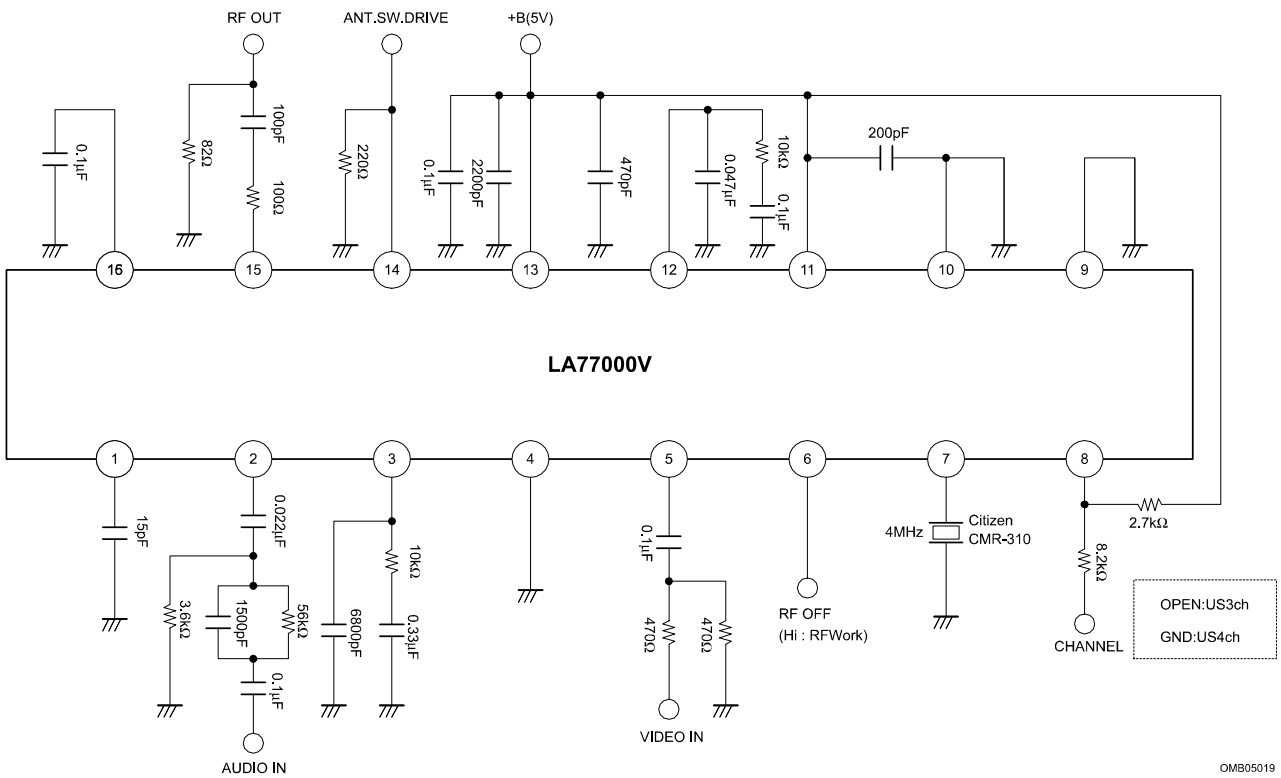 RF OUT
ANT.SW.DRIVE
+B(5V)
0.1μF
82Ω
100pF
100Ω
220Ω
0.1μF
2200pF
470pF
0.047μF
10kΩ
0.1μF
200pF
16
15
14
13
12
11
10
9
LA77000V
1
2
3
4
5
6
7
8
15pF
0.022μF
3.6kΩ
1500pF
56kΩ
0.1μF
AUDIO IN
6800pF
10kΩ
0.33μF
0.1μF
470Ω
470Ω
VIDEO IN
RF OFF
(Hi : RFWork)
4MHz
Citizen
CMR-310
2.7kΩ
8.2kΩ
CHANNEL
OPEN:US3ch
GND:US4ch
OMB05019